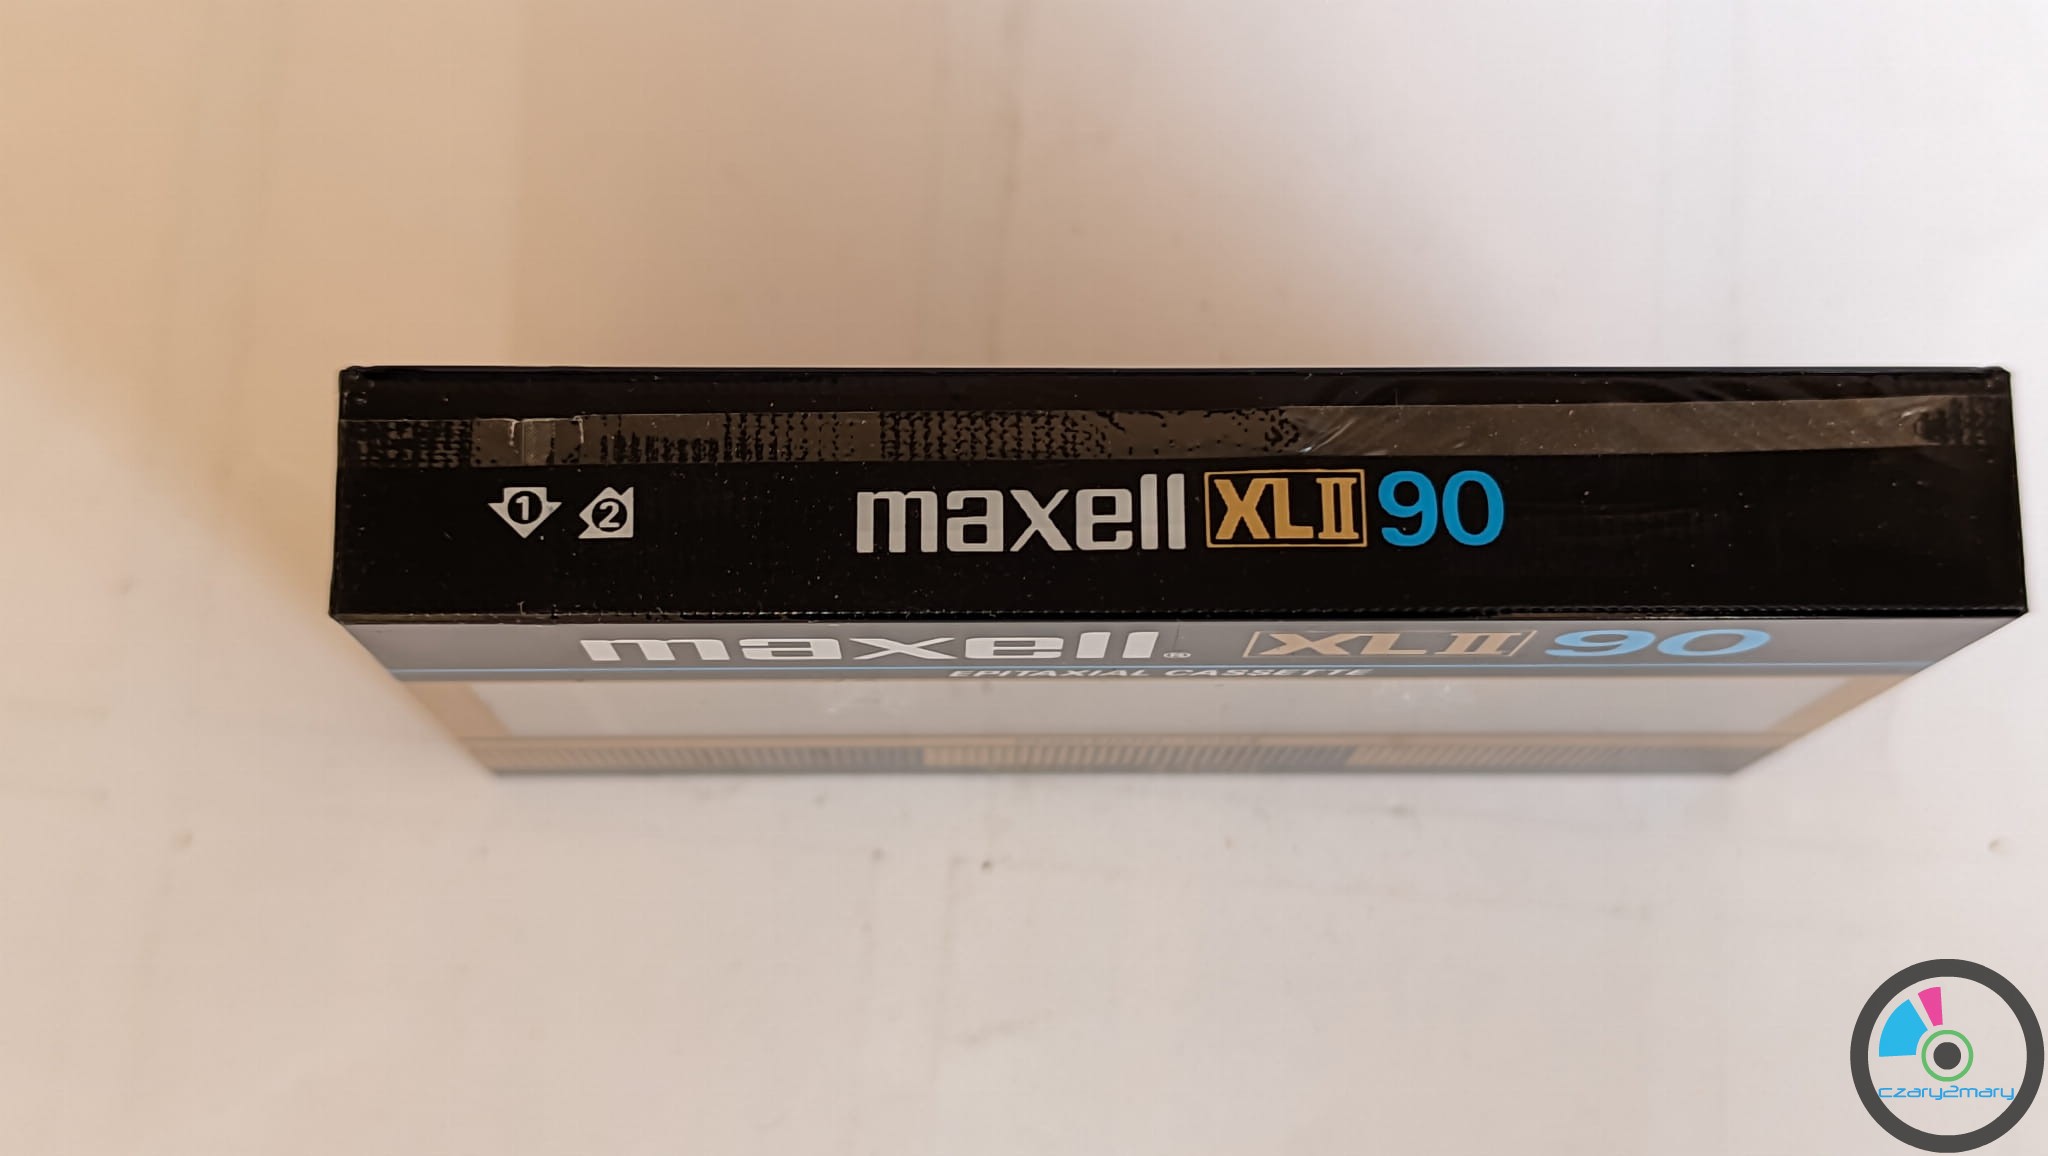 1 2 maxell XLII 90
maxell® XLII 90
EPITAXIAL CASSETTE
czary2mary